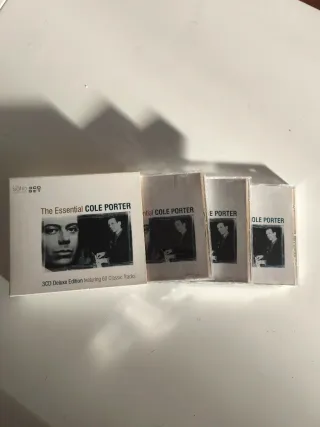 The Essential COLE PORTER
3CD Deluxe Edition featuring 60 Classic Tracks
COLE PORTER
COLE PORTER
COLE PORTER